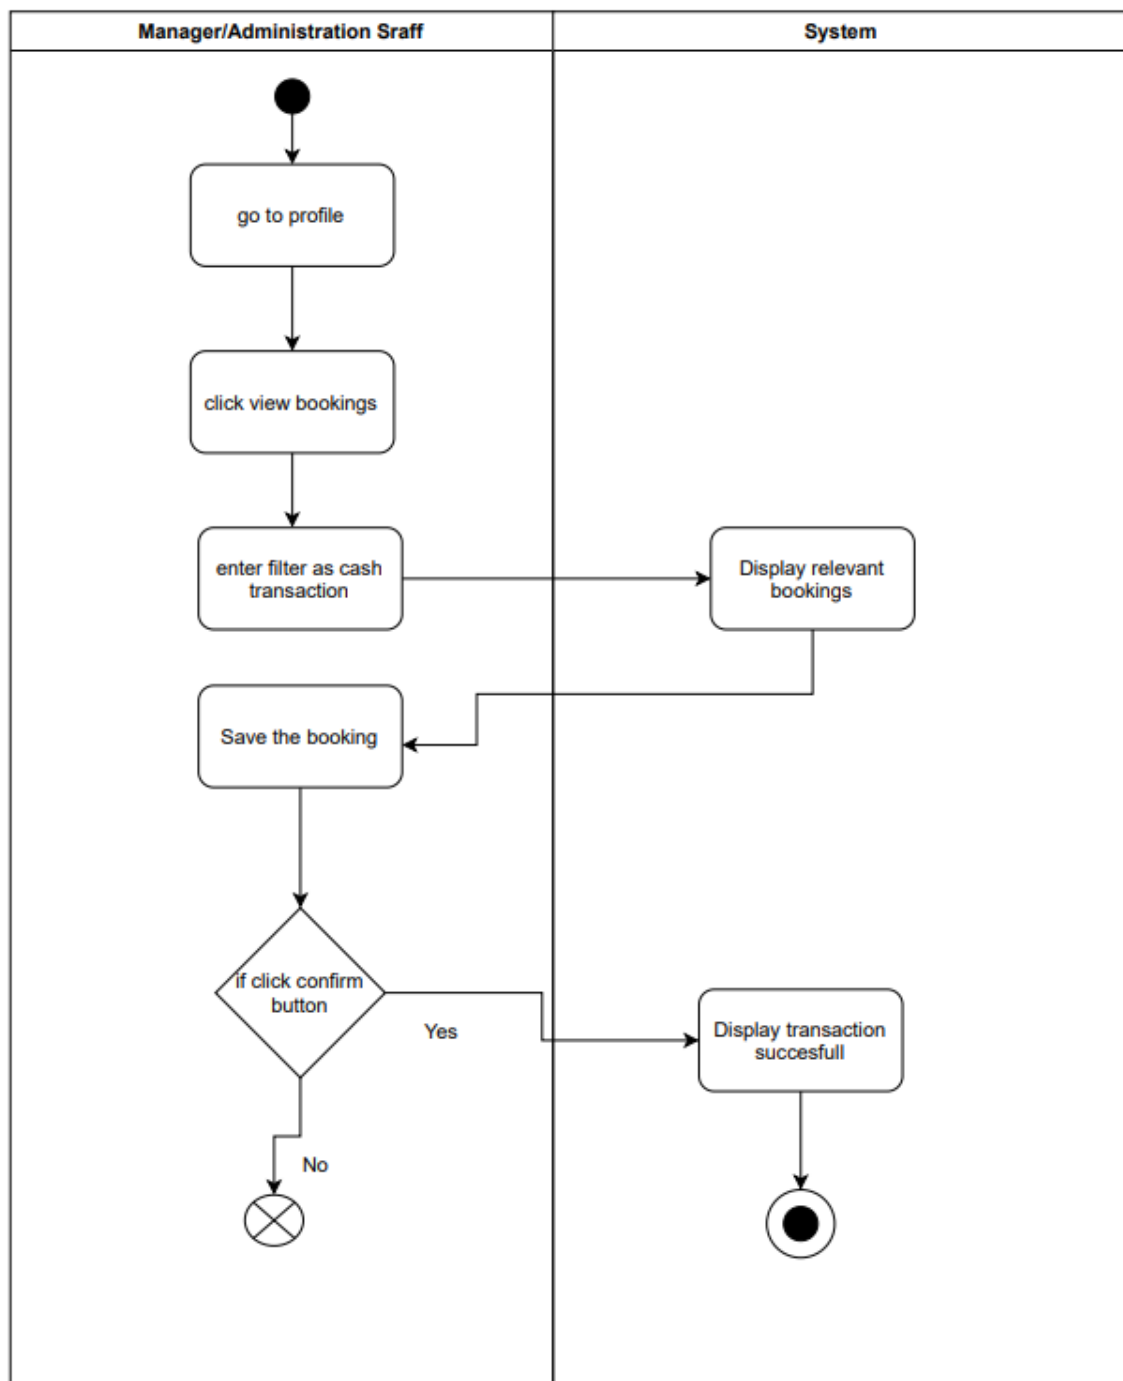 Manager/Administration Sraff
System
go to profile
click view bookings
enter filter as cash
transaction
Display relevant
bookings
Save the booking
if click confirm
button
Yes
Display transaction
succesfull
No